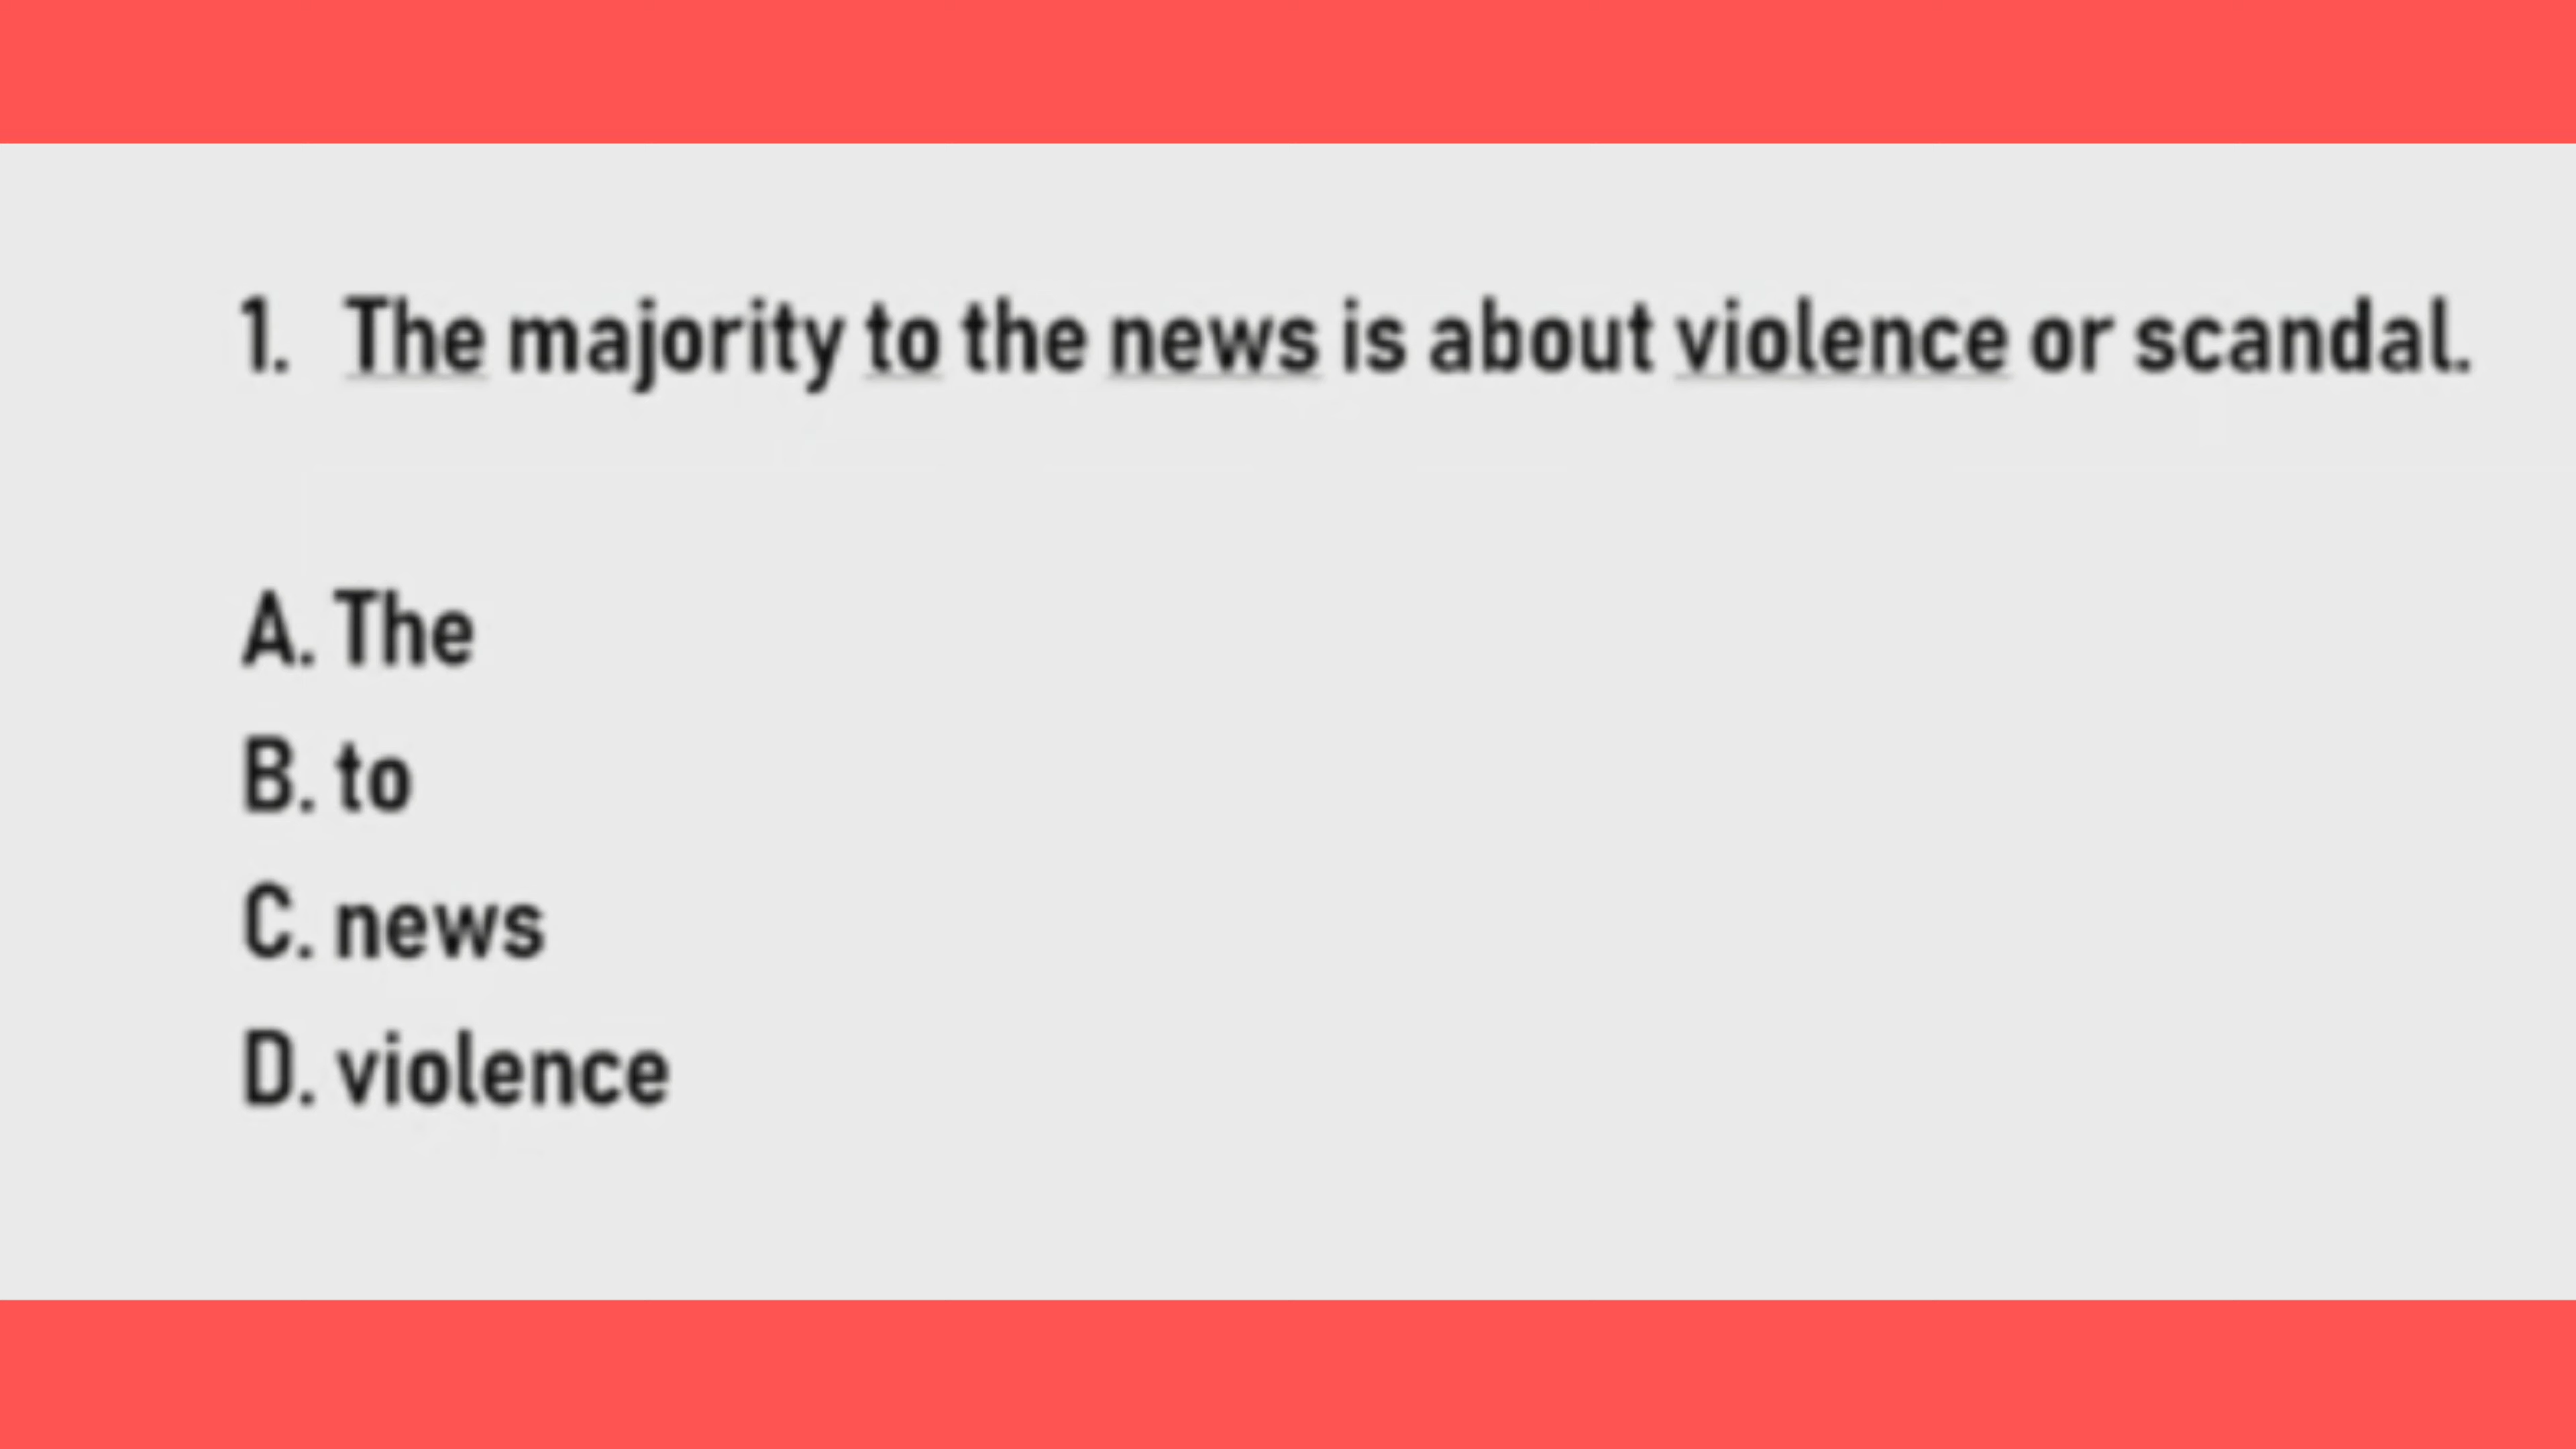 1. The majority to the news is about violence or scandal.
A. The
B. to
C. news
D. violence